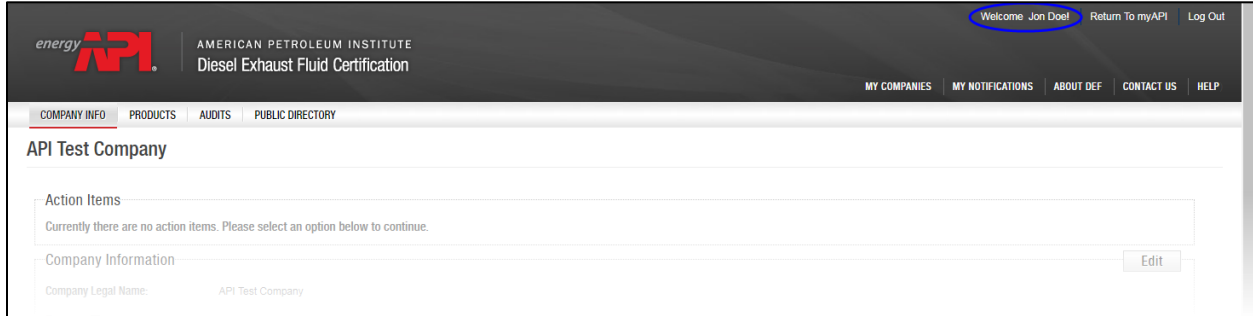 Welcome Jon Doe! Return To myAPI Log Out
energy API®
AMERICAN PETROLEUM INSTITUTE
Diesel Exhaust Fluid Certification
MY COMPANIES MY NOTIFICATIONS ABOUT DEF CONTACT US HELP
COMPANY INFO PRODUCTS AUDITS PUBLIC DIRECTORY
API Test Company
Action Items
Currently there are no action items. Please select an option below to continue.
Company Information Edit
Company Legal Name: API Test Company